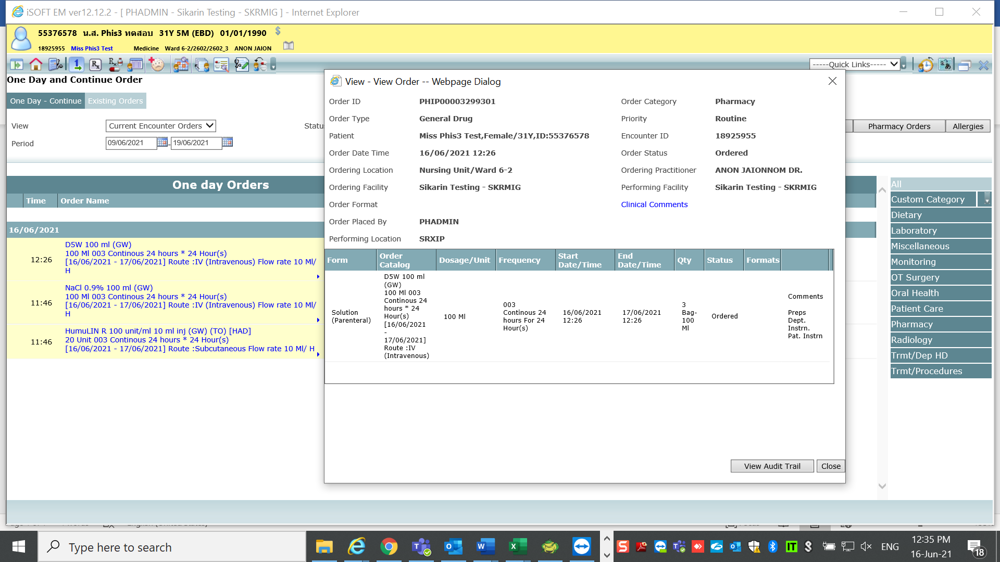 iSOFT EM ver12.12.2 - [ PHADMIN - Sikarin Testing - SKRMIG ] - Internet Explorer
55376578 น.ส. Phis3 ทดสอบ 31Y 5M (EBD) 01/01/1990
18925955 Miss Phis3 Test Medicine Ward 6-2/2602/2602_3 ANON JAION
-----Quick Links-----
One Day and Continue Order
One Day - Continue Existing Orders
View Current Encounter Orders
Period 09/06/2021 - 19/06/2021
Pharmacy Orders Allergies
One day Orders
Time Order Name
16/06/2021
12:26
D5W 100 ml (GW)
100 Ml 003 Continous 24 hours * 24 Hour(s)
[16/06/2021 - 17/06/2021] Route :IV (Intravenous) Flow rate 10 Ml/
H
11:46
NaCl 0.9% 100 ml (GW)
100 Ml 003 Continous 24 hours * 24 Hour(s)
[16/06/2021 - 17/06/2021] Route :IV (Intravenous) Flow rate 10 Ml/
H
11:46
HumuLIN R 100 unit/ml 10 ml inj (GW) (TO) [HAD]
20 Unit 003 Continous 24 hours * 24 Hour(s)
[16/06/2021 - 17/06/2021] Route :Subcutaneous Flow rate 10 Ml/ H
View - View Order -- Webpage Dialog
Order ID PHIP00003299301 Order Category Pharmacy
Order Type General Drug Priority Routine
Patient Miss Phis3 Test,Female/31Y,ID:55376578 Encounter ID 18925955
Order Date Time 16/06/2021 12:26 Order Status Ordered
Ordering Location Nursing Unit/Ward 6-2 Ordering Practitioner ANON JAIONNOM DR.
Ordering Facility Sikarin Testing - SKRMIG Performing Facility Sikarin Testing - SKRMIG
Order Format Clinical Comments
Order Placed By PHADMIN
Performing Location SRXIP
Form Order Catalog Dosage/Unit Frequency Start Date/Time End Date/Time Qty Status Formats
Solution
(Parenteral)
D5W 100 ml
(GW)
100 Ml 003
Continous 24
hours * 24
Hour(s)
[16/06/2021
-
17/06/2021]
Route :IV
(Intravenous)
100 Ml
003
Continous 24
hours For 24
Hour(s)
16/06/2021
12:26
17/06/2021
12:26
3
Bag-
100
Ml
Ordered
Comments
Preps
Dept.
Instrn.
Pat. Instrn
View Audit Trail Close
All
Custom Category
Dietary
Laboratory
Miscellaneous
Monitoring
OT Surgery
Oral Health
Patient Care
Pharmacy
Radiology
Trmt/Dep HD
Trmt/Procedures
Type here to search
ENG
12:35 PM
16-Jun-21
18